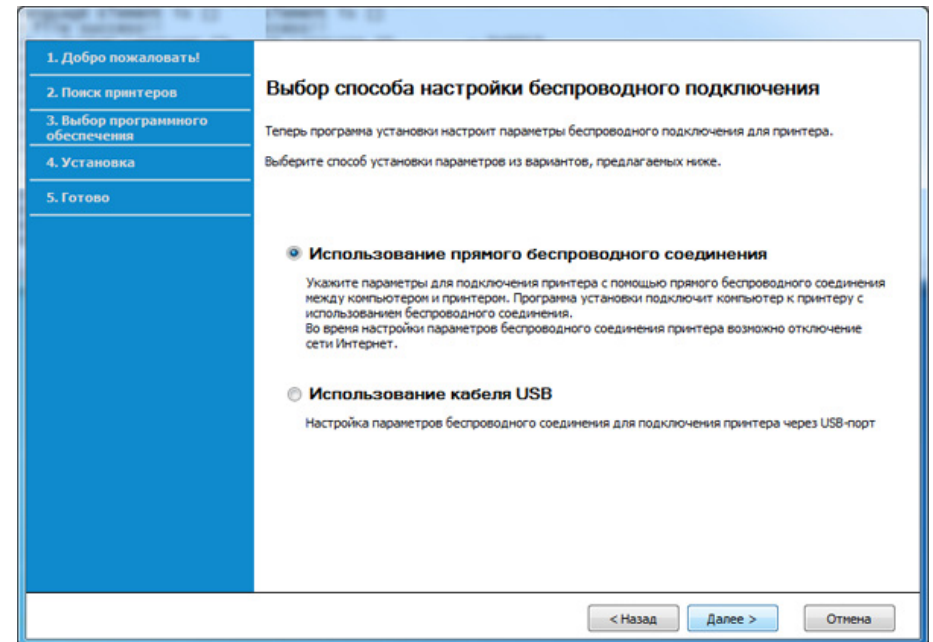 1. Добро пожаловать!
2. Поиск принтеров
3. Выбор программного
обеспечения
4. Установка
5. Готово
Выбор способа настройки беспроводного подключения
Теперь программа установки настроит параметры беспроводного подключения для принтера.
Выберите способ установки параметров из вариантов, предлагаемых ниже.
Использование прямого беспроводного соединения
Укажите параметры для подключения принтера с помощью прямого беспроводного соединения
между компьютером и принтером. Программа установки подключит компьютер к принтеру с
использованием беспроводного соединения.
Во время настройки параметров беспроводного соединения принтера возможно отключение
сети Интернет.
Использование кабеля USB
Настройка параметров беспроводного соединения для подключения принтера через USB-порт
< Назад
Далее >
Отмена